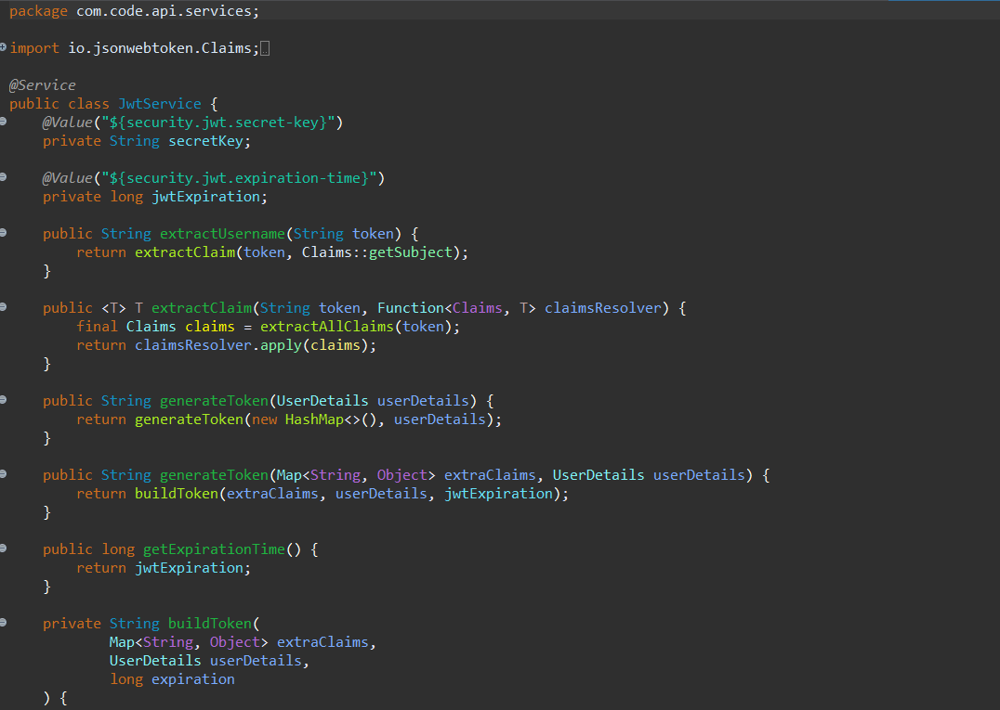 package com.code.api.services;
import io.jsonwebtoken.Claims;
@Service
public class JwtService {
@Value("${security.jwt.secret-key}")
private String secretKey;
@Value("${security.jwt.expiration-time}")
private long jwtExpiration;
public String extractUsername(String token) {
return extractClaim(token, Claims::getSubject);
}
public <T> T extractClaim(String token, Function<Claims, T> claimsResolver) {
final Claims claims = extractAllClaims(token);
return claimsResolver.apply(claims);
}
public String generateToken(UserDetails userDetails) {
return generateToken(new HashMap<>(), userDetails);
}
public String generateToken(Map<String, Object> extraClaims, UserDetails userDetails) {
return buildToken(extraClaims, userDetails, jwtExpiration);
}
public long getExpirationTime() {
return jwtExpiration;
}
private String buildToken(
Map<String, Object> extraClaims,
UserDetails userDetails,
long expiration
) {